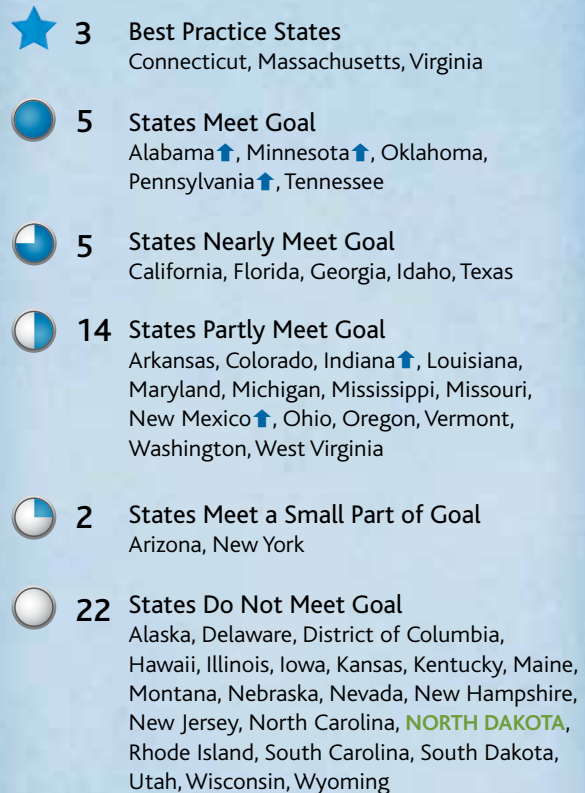 3 Best Practice States
Connecticut, Massachusetts, Virginia
5 States Meet Goal
Alabama⬆, Minnesota⬆, Oklahoma,
Pennsylvania⬆, Tennessee
5 States Nearly Meet Goal
California, Florida, Georgia, Idaho, Texas
14 States Partly Meet Goal
Arkansas, Colorado, Indiana⬆, Louisiana,
Maryland, Michigan, Mississippi, Missouri,
New Mexico⬆, Ohio, Oregon, Vermont,
Washington, West Virginia
2 States Meet a Small Part of Goal
Arizona, New York
22 States Do Not Meet Goal
Alaska, Delaware, District of Columbia,
Hawaii, Illinois, Iowa, Kansas, Kentucky, Maine,
Montana, Nebraska, Nevada, New Hampshire,
New Jersey, North Carolina, NORTH DAKOTA,
Rhode Island, South Carolina, South Dakota,
Utah, Wisconsin, Wyoming